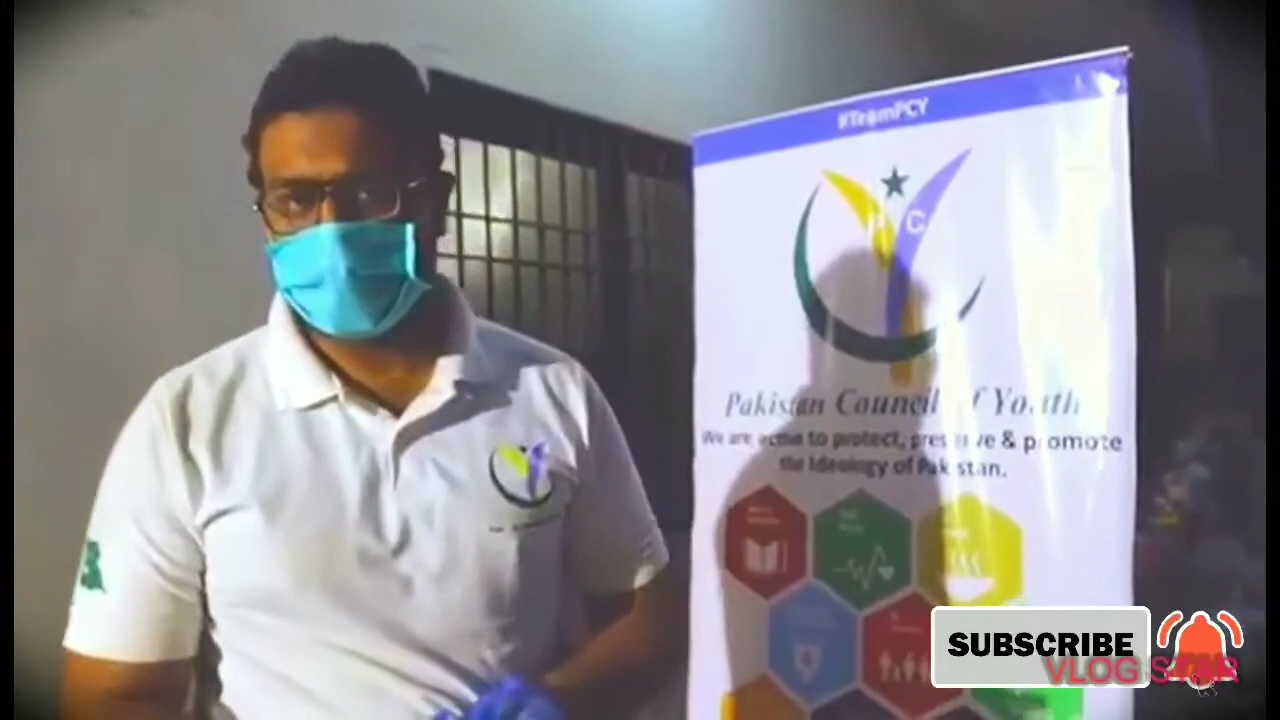 #TeamPCY
P C
Pakistan Council of Youth
We are active to protect, preserve & promote
the Ideology of Pakistan.
SUBSCRIBE
VLOG STAR